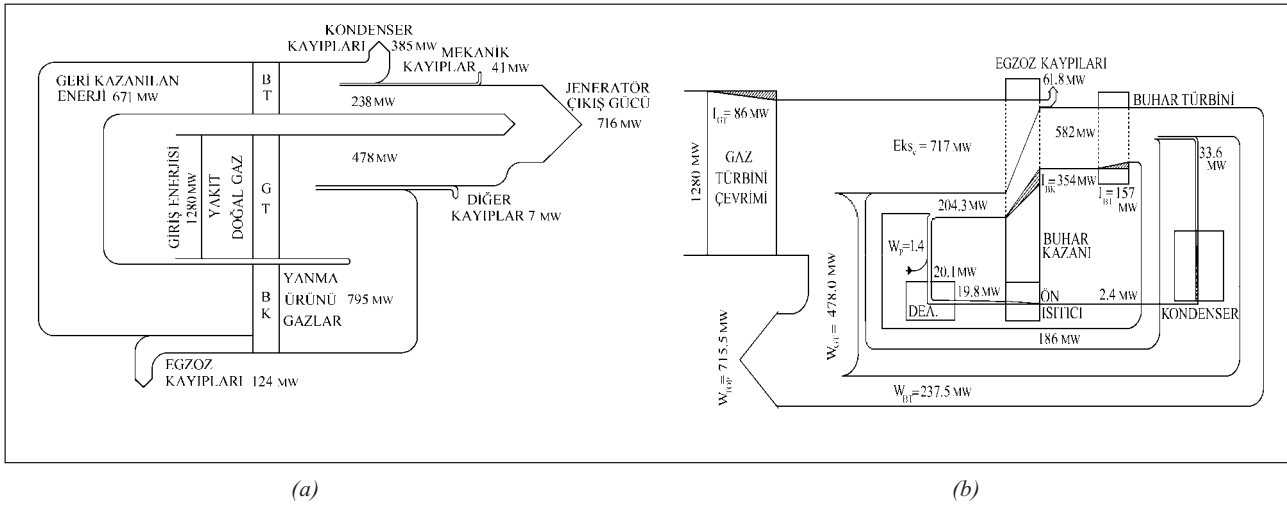 KONDENSER
KAYIPLARI 385 MW
MEKANİK
KAYIPLAR 41 MW
GERİ KAZANILAN
ENERJİ 671 MW
B
T
238 MW
JENERATÖR
ÇIKIŞ GÜCÜ
716 MW
GİRİŞ ENERJİSİ
1280 MW
YAKIT
DOĞAL GAZ
G
T
478 MW
DİĞER
KAYIPLAR 7 MW
B
K
YANMA
ÜRÜNÜ 795 MW
GAZLAR
EGZOZ
KAYIPLARI 124 MW
(a)
EGZOZ KAYPILARI
61.8 MW
BUHAR TÜRBİNİ
I_GT = 86 MW
1280 MW
GAZ
TÜRBİNİ
ÇEVRİMİ
Eks_c = 717 MW
582 MW
33.6
MW
I_BK = 354 MW
I_BT = 157
MW
204.3 MW
BUHAR
KAZANI
W_P = 1.4
20.1 MW
19.8 MW
DEA.
ÖN
ISITICI
2.4 MW
KONDENSER
186 MW
W_GT = 478.0 MW
W_TOP = 715.5 MW
W_BT = 237.5 MW
(b)